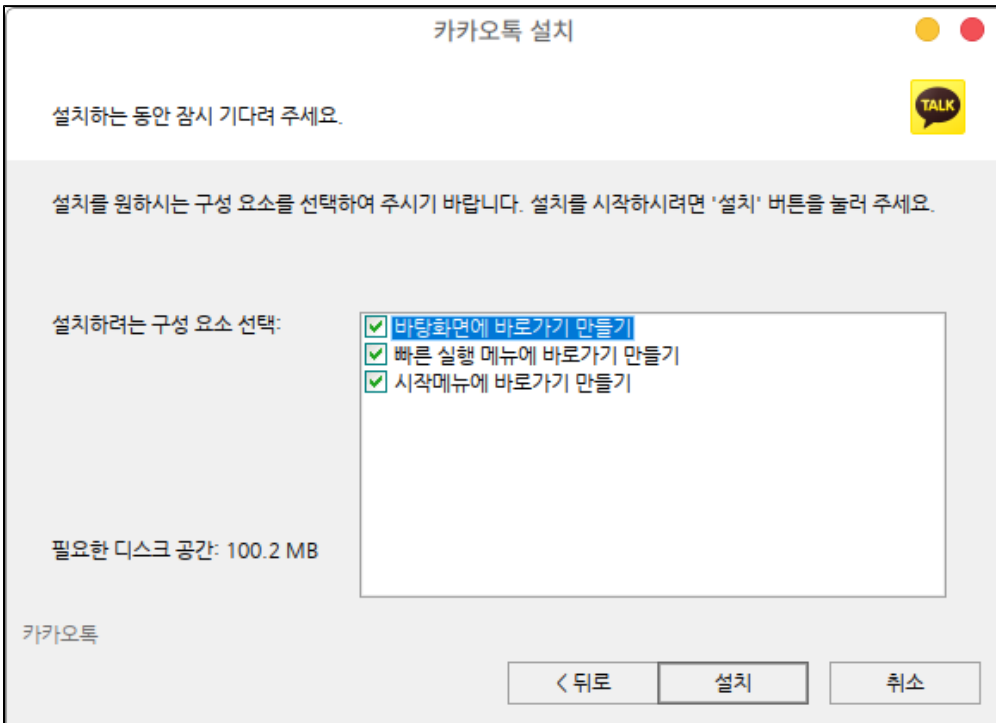 카카오톡 설치
설치하는 동안 잠시 기다려 주세요.
TALK
설치를 원하시는 구성 요소를 선택하여 주시기 바랍니다. 설치를 시작하시려면 '설치' 버튼을 눌러 주세요.
설치하려는 구성 요소 선택:
바탕화면에 바로가기 만들기
빠른 실행 메뉴에 바로가기 만들기
시작메뉴에 바로가기 만들기
필요한 디스크 공간: 100.2 MB
카카오톡
< 뒤로
설치
취소